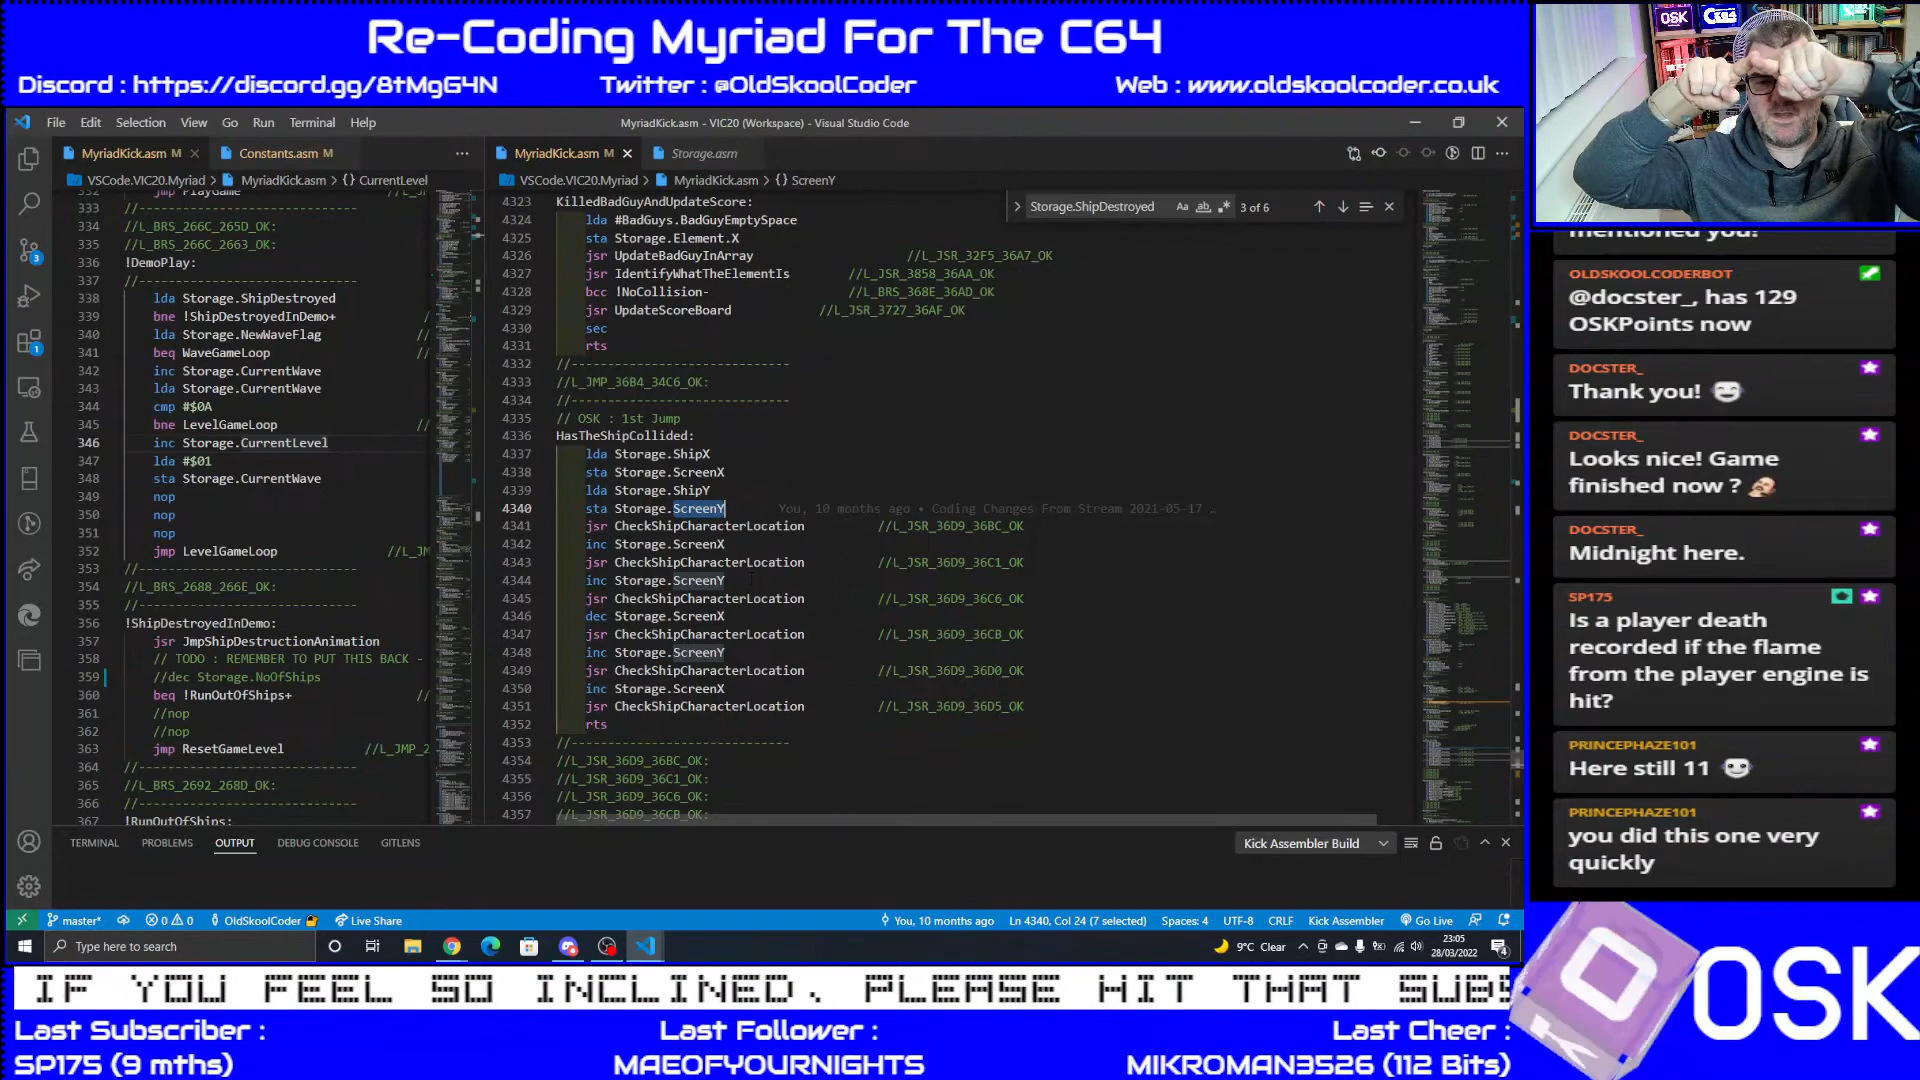 Re-Coding Myriad For The C64
Discord : https://discord.gg/8tMgG4N
Twitter : @OldSkoolCoder
Web : www.oldskoolcoder.co.uk
File Edit Selection View Go Run Terminal Help
MyriadKick.asm - VIC20 (Workspace) - Visual Studio Code
MyriadKick.asm M
Constants.asm M
VSCode.VIC20.Myriad > MyriadKick.asm > {} CurrentLevel
332 jmp PlayGame
333 //------------------------------
334 //L_BRS_266C_265D_OK:
335 //L_BRS_266C_2663_OK:
336 !DemoPlay:
337 //------------------------------
338 lda Storage.ShipDestroyed
339 bne !ShipDestroyedInDemo+ //
340 lda Storage.NewWaveFlag
341 beq WaveGameLoop //
342 inc Storage.CurrentWave
343 lda Storage.CurrentWave
344 cmp #$0A
345 bne LevelGameLoop //
346 inc Storage.CurrentLevel
347 lda #$01
348 sta Storage.CurrentWave
349 nop
350 nop
351 nop
352 jmp LevelGameLoop //L_JM
353 //------------------------------
354 //L_BRS_2688_266E_OK:
355 //------------------------------
356 !ShipDestroyedInDemo:
357 jsr JmpShipDestructionAnimation
358 // TODO : REMEMBER TO PUT THIS BACK -
359 //dec Storage.NoOfShips
360 beq !RunOutOfShips+ //
361 //nop
362 //nop
363 jmp ResetGameLevel //L_JMP_2
364 //------------------------------
365 //L_BRS_2692_268D_OK:
366 //------------------------------
367 !RunOutOfShips:
MyriadKick.asm M
Storage.asm
VSCode.VIC20.Myriad > MyriadKick.asm > {} ScreenY
Storage.ShipDestroyed Aa ab .* 3 of 6
4323 KilledBadGuyAndUpdateScore:
4324 lda #BadGuys.BadGuyEmptySpace
4325 sta Storage.Element.X
4326 jsr UpdateBadGuyInArray //L_JSR_32F5_36A7_OK
4327 jsr IdentifyWhatTheElementIs //L_JSR_3858_36AA_OK
4328 bcc !NoCollision- //L_BRS_368E_36AD_OK
4329 jsr UpdateScoreBoard //L_JSR_3727_36AF_OK
4330 sec
4331 rts
4332 //------------------------------
4333 //L_JMP_36B4_34C6_OK:
4334 //------------------------------
4335 // OSK : 1st Jump
4336 HasTheShipCollided:
4337 lda Storage.ShipX
4338 sta Storage.ScreenX
4339 lda Storage.ShipY
4340 sta Storage.ScreenY You, 10 months ago • Coding Changes From Stream 2021-05-17 …
4341 jsr CheckShipCharacterLocation //L_JSR_36D9_36BC_OK
4342 inc Storage.ScreenX
4343 jsr CheckShipCharacterLocation //L_JSR_36D9_36C1_OK
4344 inc Storage.ScreenY
4345 jsr CheckShipCharacterLocation //L_JSR_36D9_36C6_OK
4346 dec Storage.ScreenX
4347 jsr CheckShipCharacterLocation //L_JSR_36D9_36CB_OK
4348 inc Storage.ScreenY
4349 jsr CheckShipCharacterLocation //L_JSR_36D9_36D0_OK
4350 inc Storage.ScreenX
4351 jsr CheckShipCharacterLocation //L_JSR_36D9_36D5_OK
4352 rts
4353 //------------------------------
4354 //L_JSR_36D9_36BC_OK:
4355 //L_JSR_36D9_36C1_OK:
4356 //L_JSR_36D9_36C6_OK:
4357 //L_JSR_36D9_36CB_OK:
TERMINAL PROBLEMS OUTPUT DEBUG CONSOLE GITLENS
Kick Assembler Build
master* 0 0 OldSkoolCoder Live Share
You, 10 months ago Ln 4340, Col 24 (7 selected) Spaces: 4 UTF-8 CRLF Kick Assembler Go Live
Type here to search
9°C Clear
23:05
28/03/2022
4
3
1
mentioned you!
OLDSKOOLCODERBOT
@docster_, has 129
OSKPoints now
DOCSTER_
Thank you!
DOCSTER_
Looks nice! Game
finished now ?
DOCSTER_
Midnight here.
SP175
Is a player death
recorded if the flame
from the player engine is
hit?
PRINCEPHAZE101
Here still 11
PRINCEPHAZE101
you did this one very
quickly
IF YOU FEEL SO INCLINED, PLEASE HIT THAT SUBS
Last Subscriber :
SP175 (9 mths)
Last Follower :
MAEOFYOURNIGHTS
Last Cheer :
MIKROMAN3526 (112 Bits)
OSK
OSK